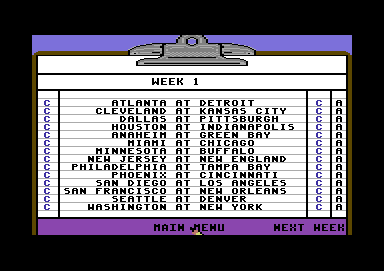 WEEK 1
C ATLANTA AT DETROIT C A
C CLEVELAND AT KANSAS CITY C A
C DALLAS AT PITTSBURGH C A
C HOUSTON AT INDIANAPOLIS C A
C ANAHEIM AT GREEN BAY C A
C MIAMI AT CHICAGO C A
C MINNESOTA AT BUFFALO C A
C NEW JERSEY AT NEW ENGLAND C A
C PHILADELPHIA AT TAMPA BAY C A
C PHOENIX AT CINCINNATI C A
C SAN DIEGO AT LOS ANGELES C A
C SAN FRANCISCO AT NEW ORLEANS C A
C SEATTLE AT DENVER C A
C WASHINGTON AT NEW YORK C A
MAIN MENU NEXT WEEK